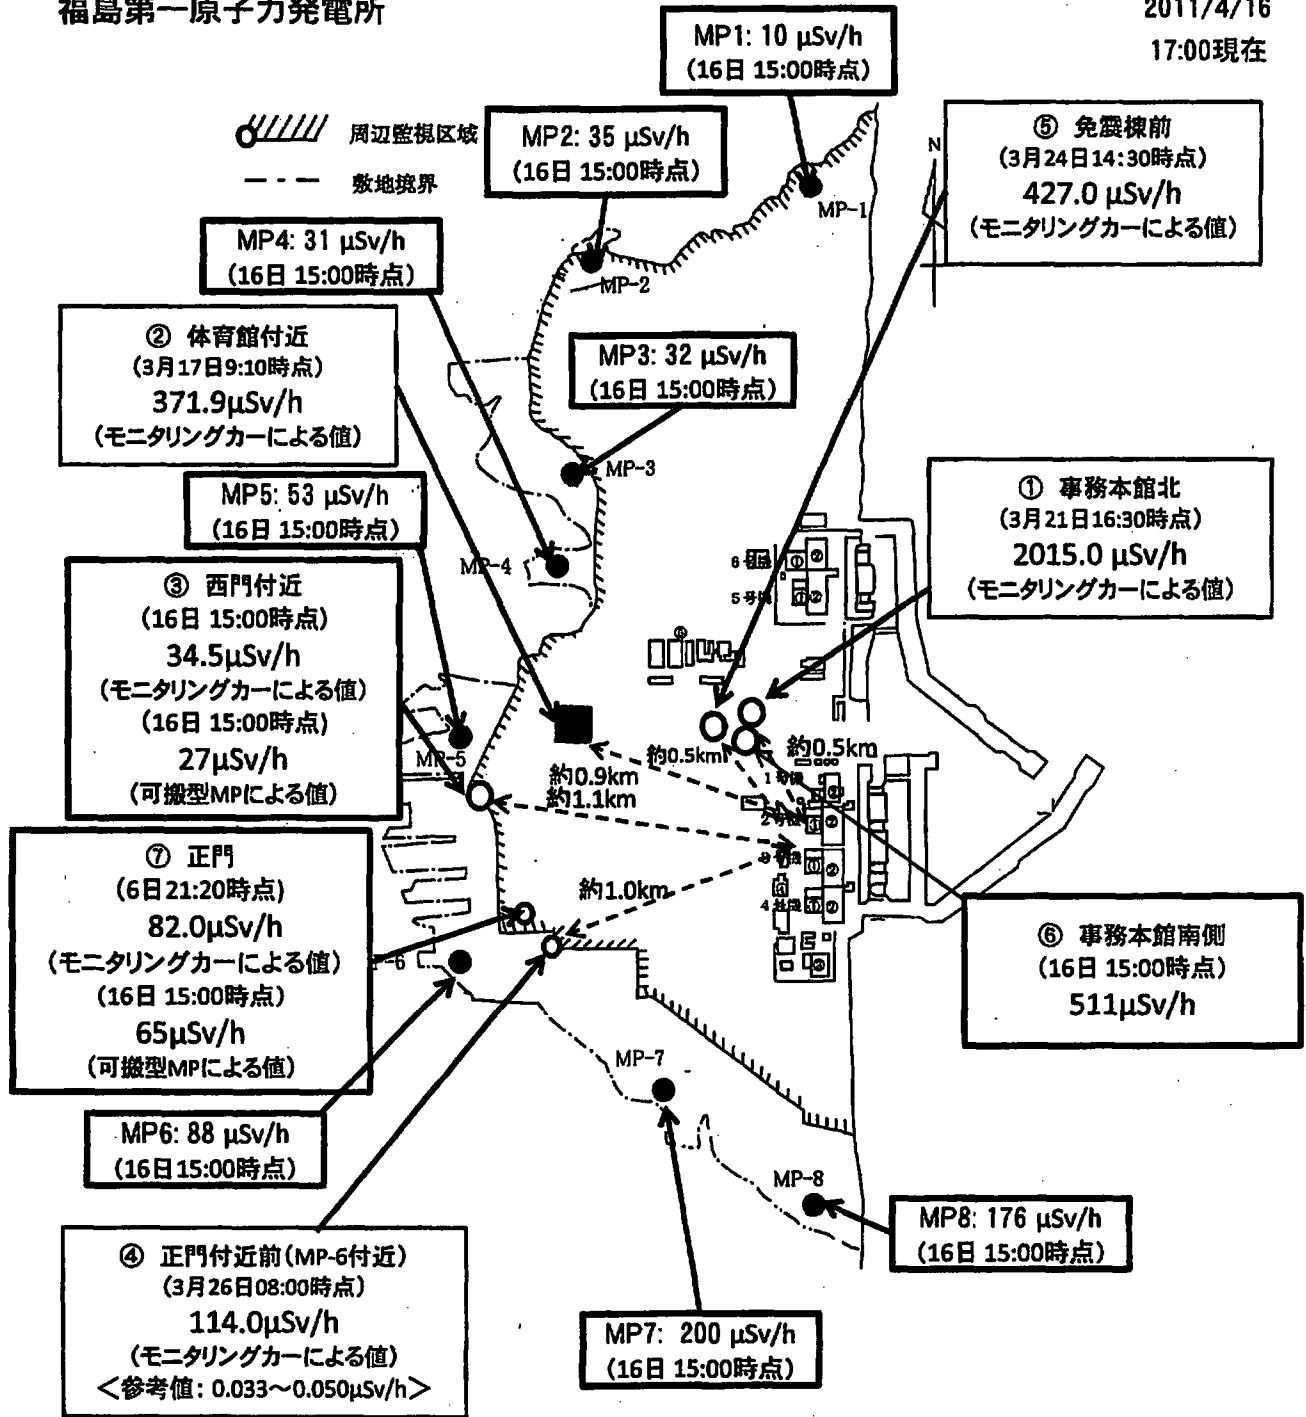 福島第一原子力発電所
2011/4/16
17:00現在
周辺監視区域
敷地境界
N
MP1: 10 μSv/h
(16日 15:00時点)
MP2: 35 μSv/h
(16日 15:00時点)
MP4: 31 μSv/h
(16日 15:00時点)
⑤ 免震棟前
(3月24日14:30時点)
427.0 μSv/h
(モニタリングカーによる値)
MP-1
MP-2
② 体育館付近
(3月17日9:10時点)
371.9μSv/h
(モニタリングカーによる値)
MP3: 32 μSv/h
(16日 15:00時点)
MP-3
MP5: 53 μSv/h
(16日 15:00時点)
① 事務本館北
(3月21日16:30時点)
2015.0 μSv/h
(モニタリングカーによる値)
MP-4
③ 西門付近
(16日 15:00時点)
34.5μSv/h
(モニタリングカーによる値)
(16日 15:00時点)
27μSv/h
(可搬型MPによる値)
6号機
① ②
5号機
① ②
MP-5
約0.5km
約0.5km
約0.9km
約1.1km
1号機
②
2号機
① ②
3号機
① ②
4号機
① ②
約1.0km
⑦ 正門
(6日21:20時点)
82.0μSv/h
(モニタリングカーによる値)
(16日 15:00時点)
65μSv/h
(可搬型MPによる値)
P-6
⑥ 事務本館南側
(16日 15:00時点)
511μSv/h
MP6: 88 μSv/h
(16日15:00時点)
MP-7
MP-8
MP8: 176 μSv/h
(16日 15:00時点)
④ 正門付近前(MP-6付近)
(3月26日08:00時点)
114.0μSv/h
(モニタリングカーによる値)
＜参考値: 0.033～0.050μSv/h＞
MP7: 200 μSv/h
(16日 15:00時点)